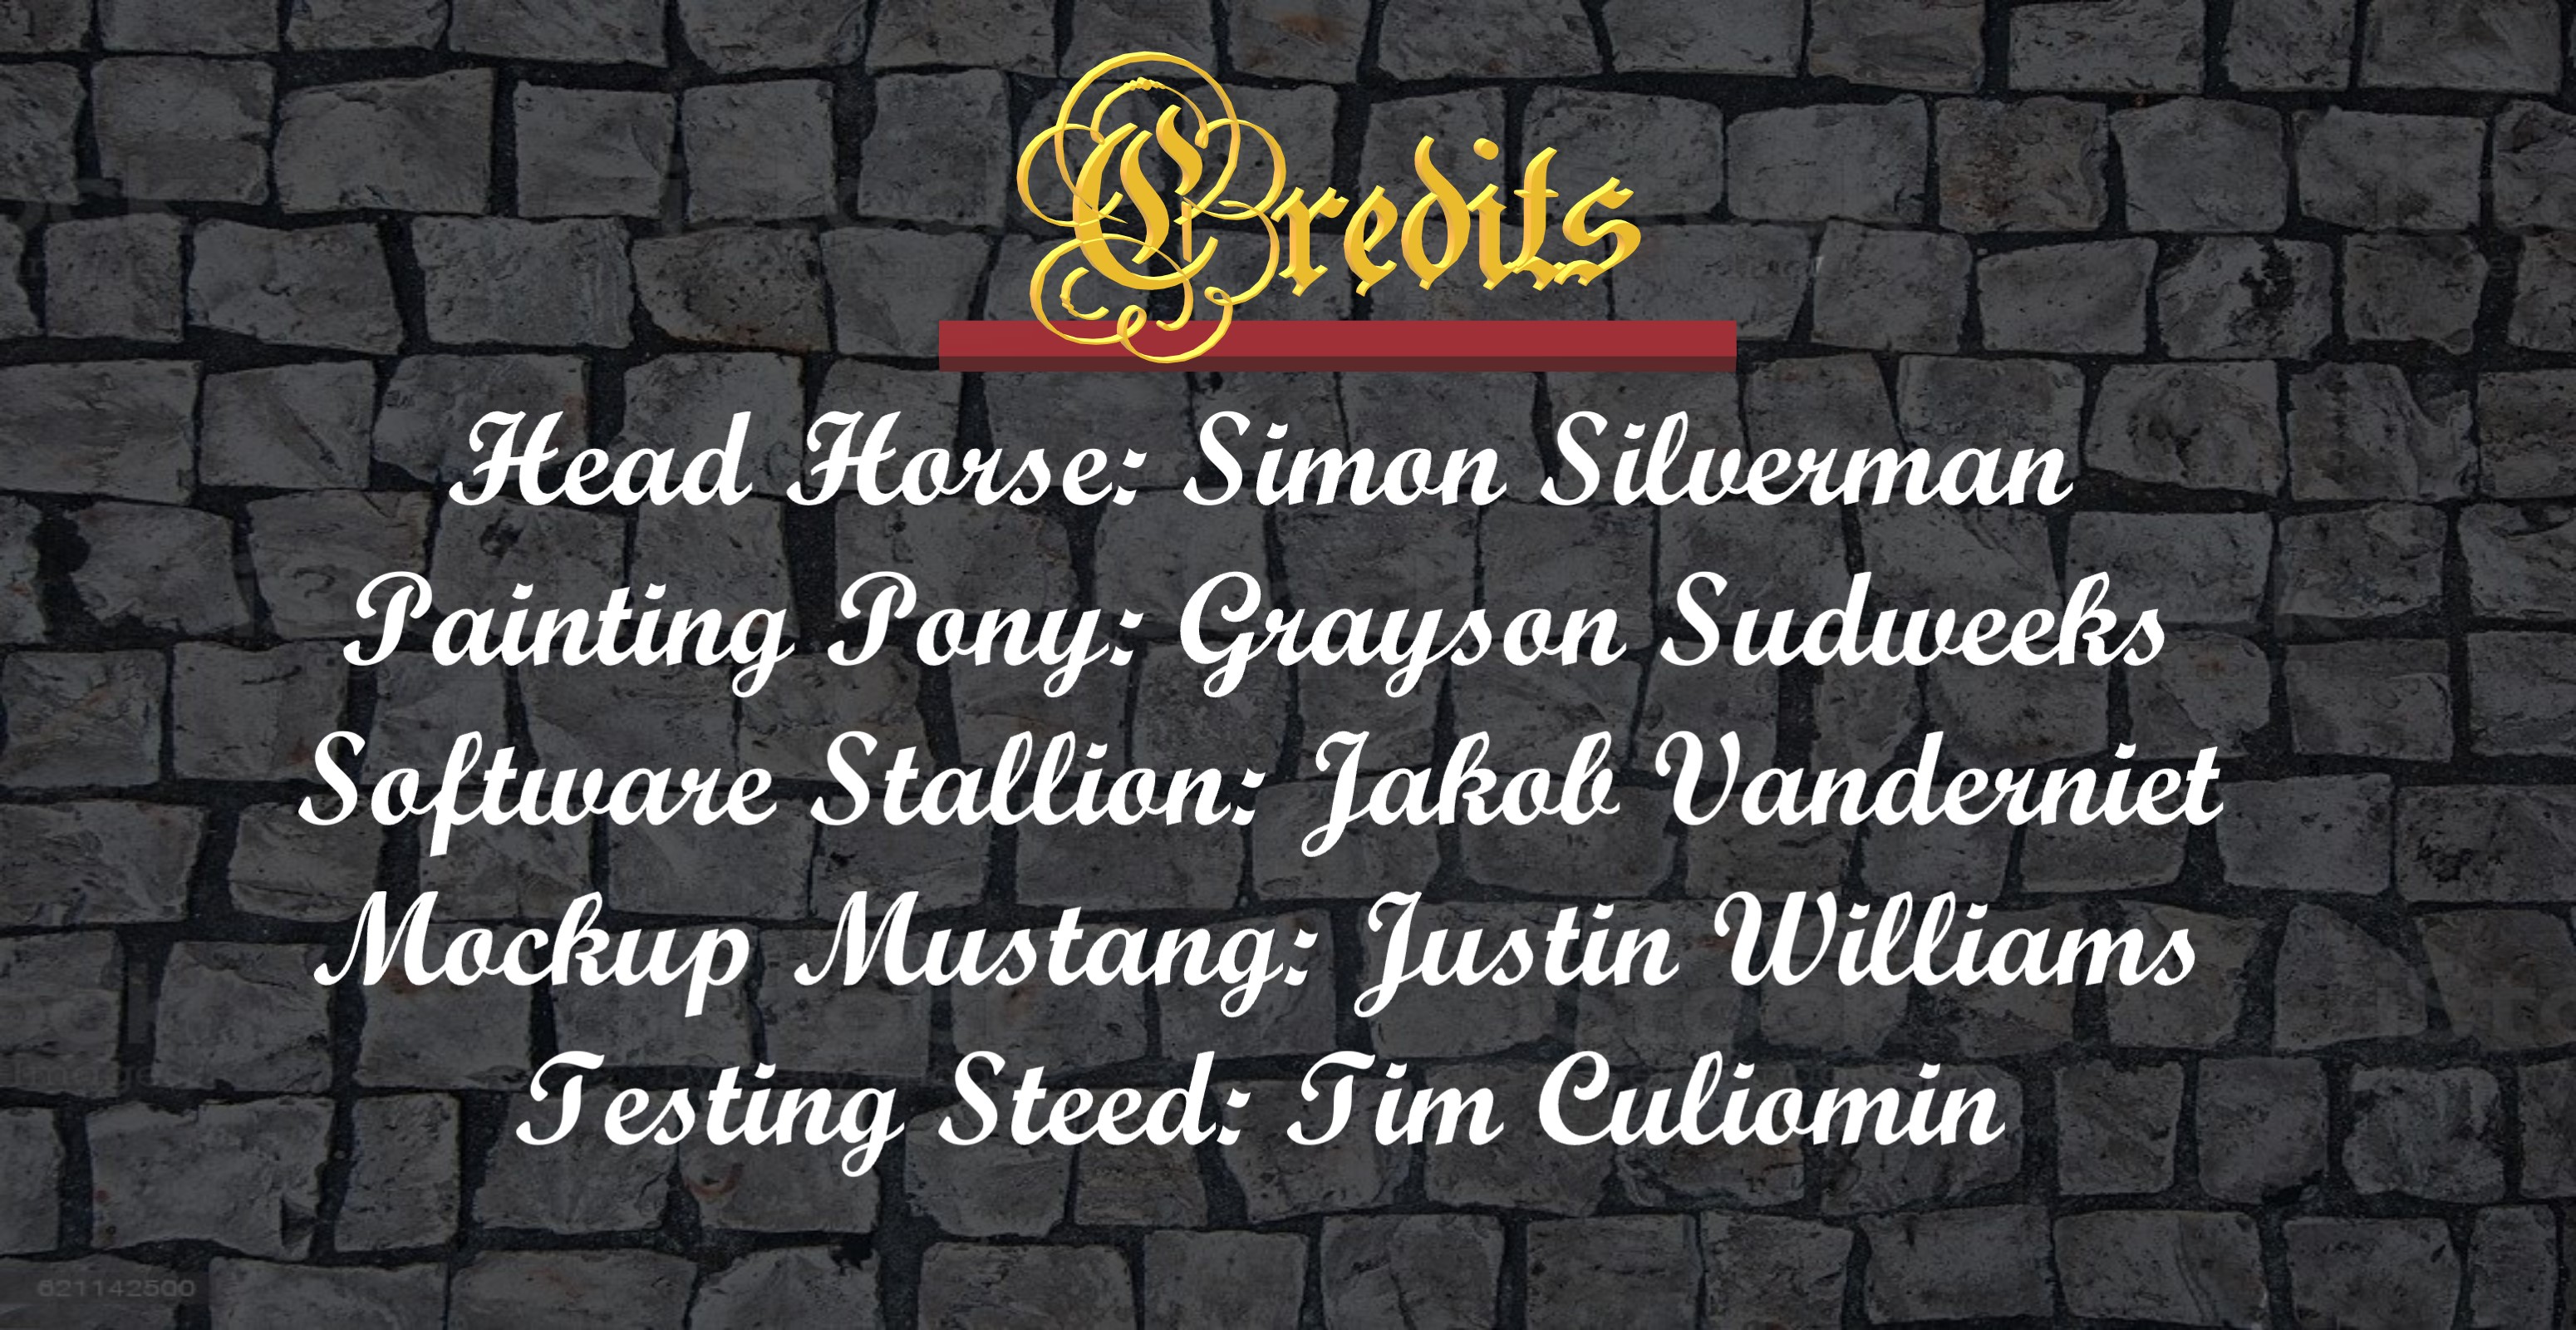 Credits
Head Horse: Simon Silverman
Painting Pony: Grayson Sudweeks
Software Stallion: Jakob Vanderniet
Mockup Mustang: Justin Williams
Testing Steed: Tim Culiomin
621142500